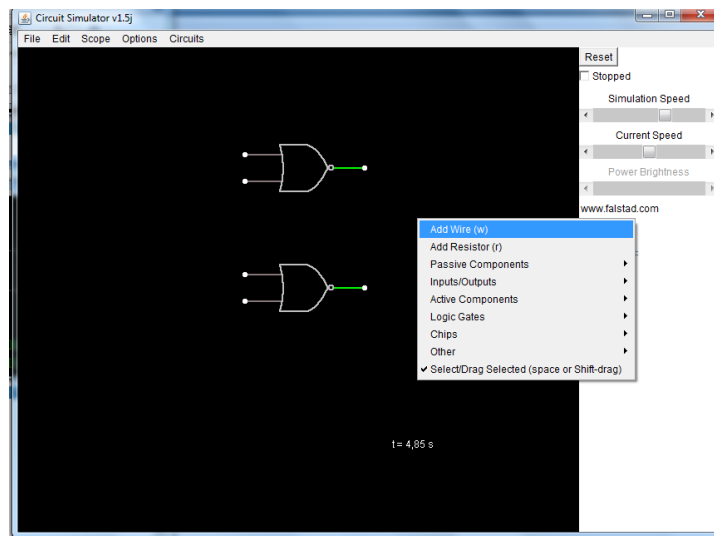 Circuit Simulator v1.5j
File Edit Scope Options Circuits
Reset
Stopped
Simulation Speed
Current Speed
Power Brightness
www.falstad.com
Add Wire (w)
Add Resistor (r)
Passive Components
Inputs/Outputs
Active Components
Logic Gates
Chips
Other
Select/Drag Selected (space or Shift-drag)
t= 4,85 s